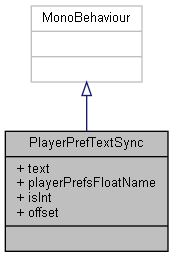 MonoBehaviour
PlayerPrefTextSync
+ text
+ playerPrefsFloatName
+ isInt
+ offset